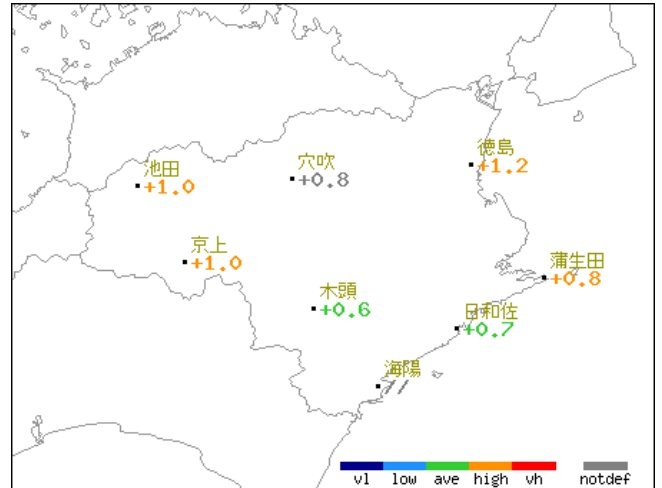 徳島
+1.2
穴吹
+0.8
池田
+1.0
京上
+1.0
蒲生田
+0.8
木頭
+0.6
日和佐
+0.7
海陽
vl low ave high vh notdef